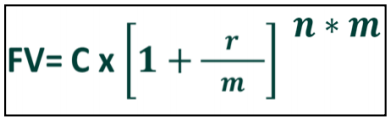 FV= C x [1 + r/m]^n * m